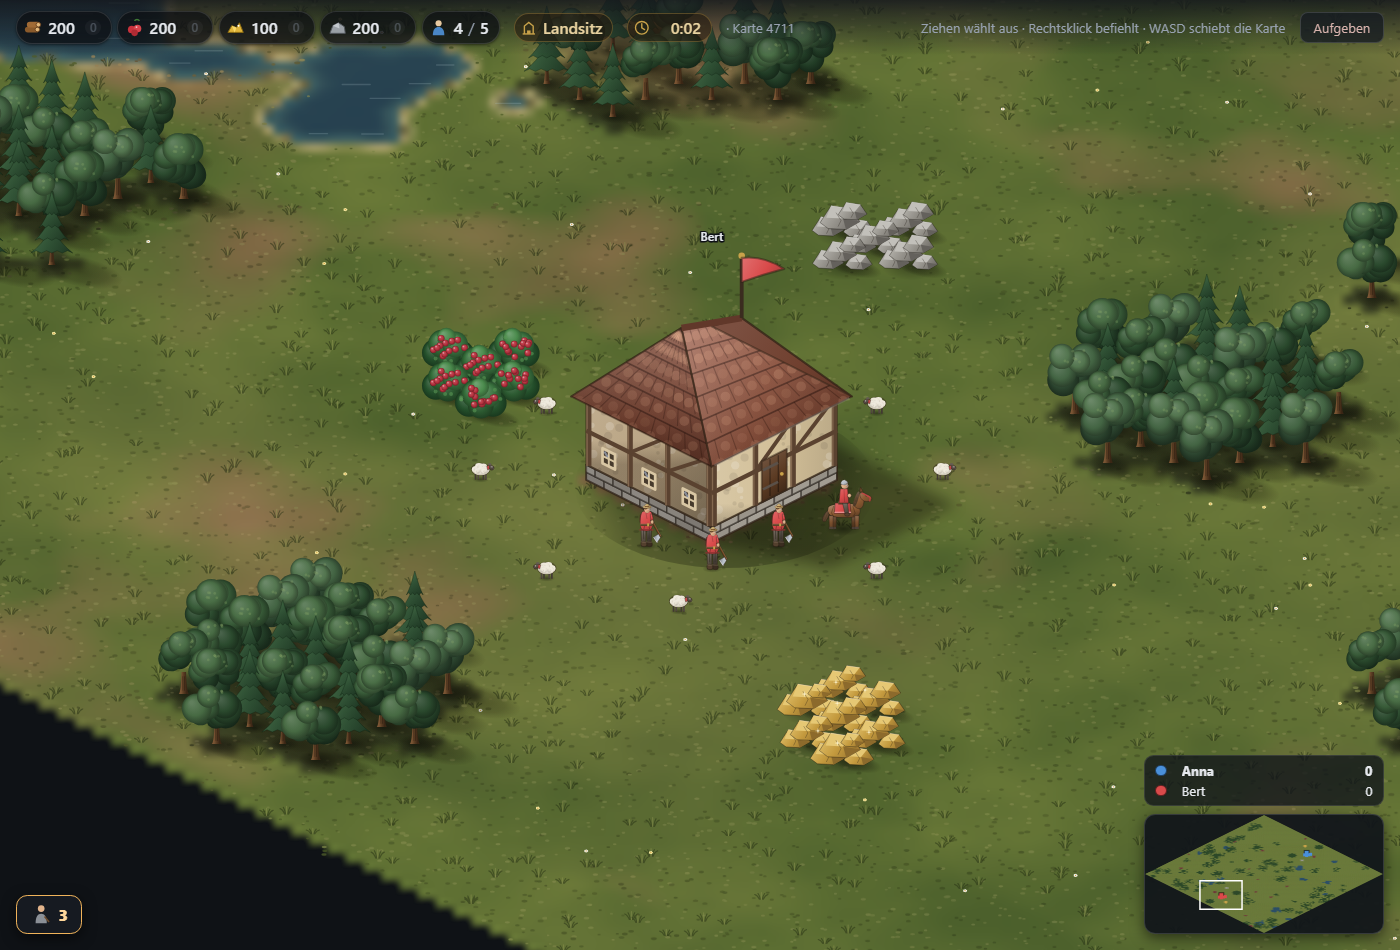 200 0 200 0 100 0 200 0 4 / 5 Landsitz 0:02 · Karte 4711 Ziehen wählt aus · Rechtsklick befiehlt · WASD schiebt die Karte Aufgeben
Bert
Anna 0
Bert 0
3